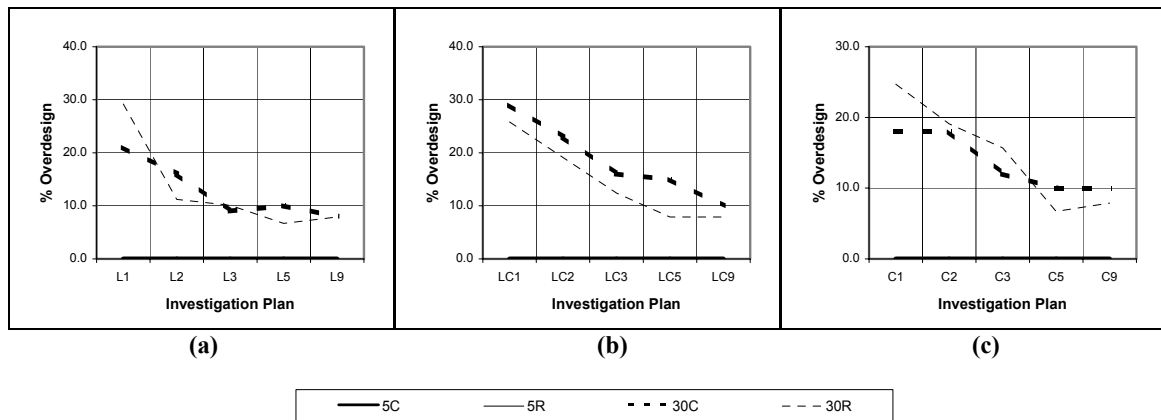 40.0
30.0
20.0
10.0
0.0
% Overdesign
L1 L2 L3 L5 L9
Investigation Plan
(a)
40.0
30.0
20.0
10.0
0.0
% Overdesign
LC1 LC2 LC3 LC5 LC9
Investigation Plan
(b)
30.0
20.0
10.0
0.0
% Overdesign
C1 C2 C3 C5 C9
Investigation Plan
(c)
5C 5R 30C 30R